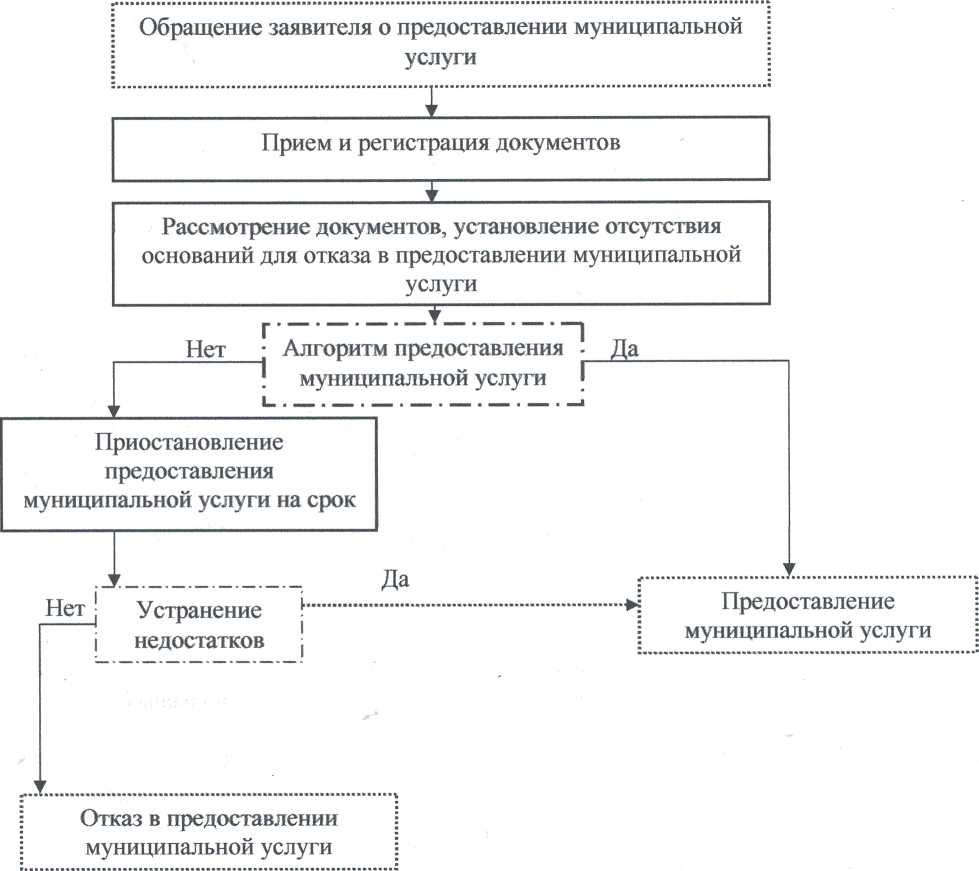 Обращение заявителя о предоставлении муниципальной
услуги
Прием и регистрация документов
Рассмотрение документов, установление отсутствия
оснований для отказа в предоставлении муниципальной
услуги
Нет
Алгоритм предоставления
муниципальной услуги
Да
Приостановление
предоставления
муниципальной услуги на срок
Да
Нет
Устранение
недостатков
Предоставление
муниципальной услуги
Отказ в предоставлении
муниципальной услуги